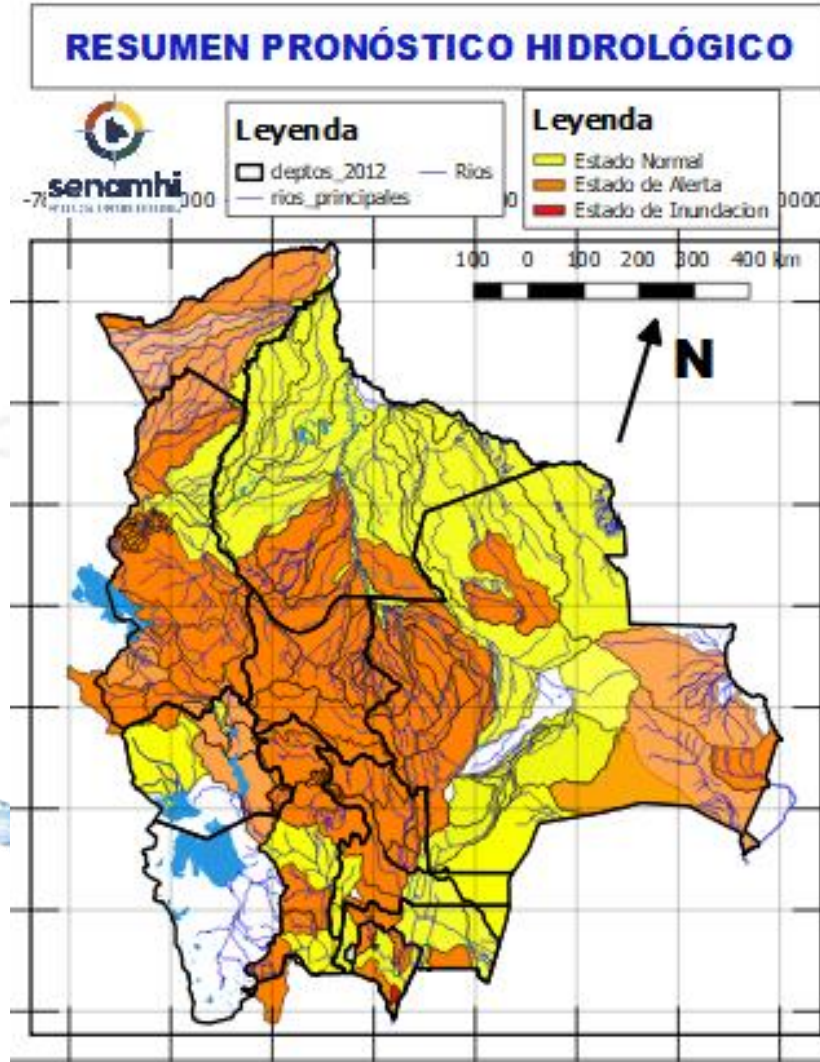 RESUMEN PRONÓSTICO HIDROLÓGICO
senamhi
Leyenda
deptos_2012
Rios
rios_principales
Leyenda
Estado Normal
Estado de Alerta
Estado de Inundacion
100 0 100 200 300 400 km
N